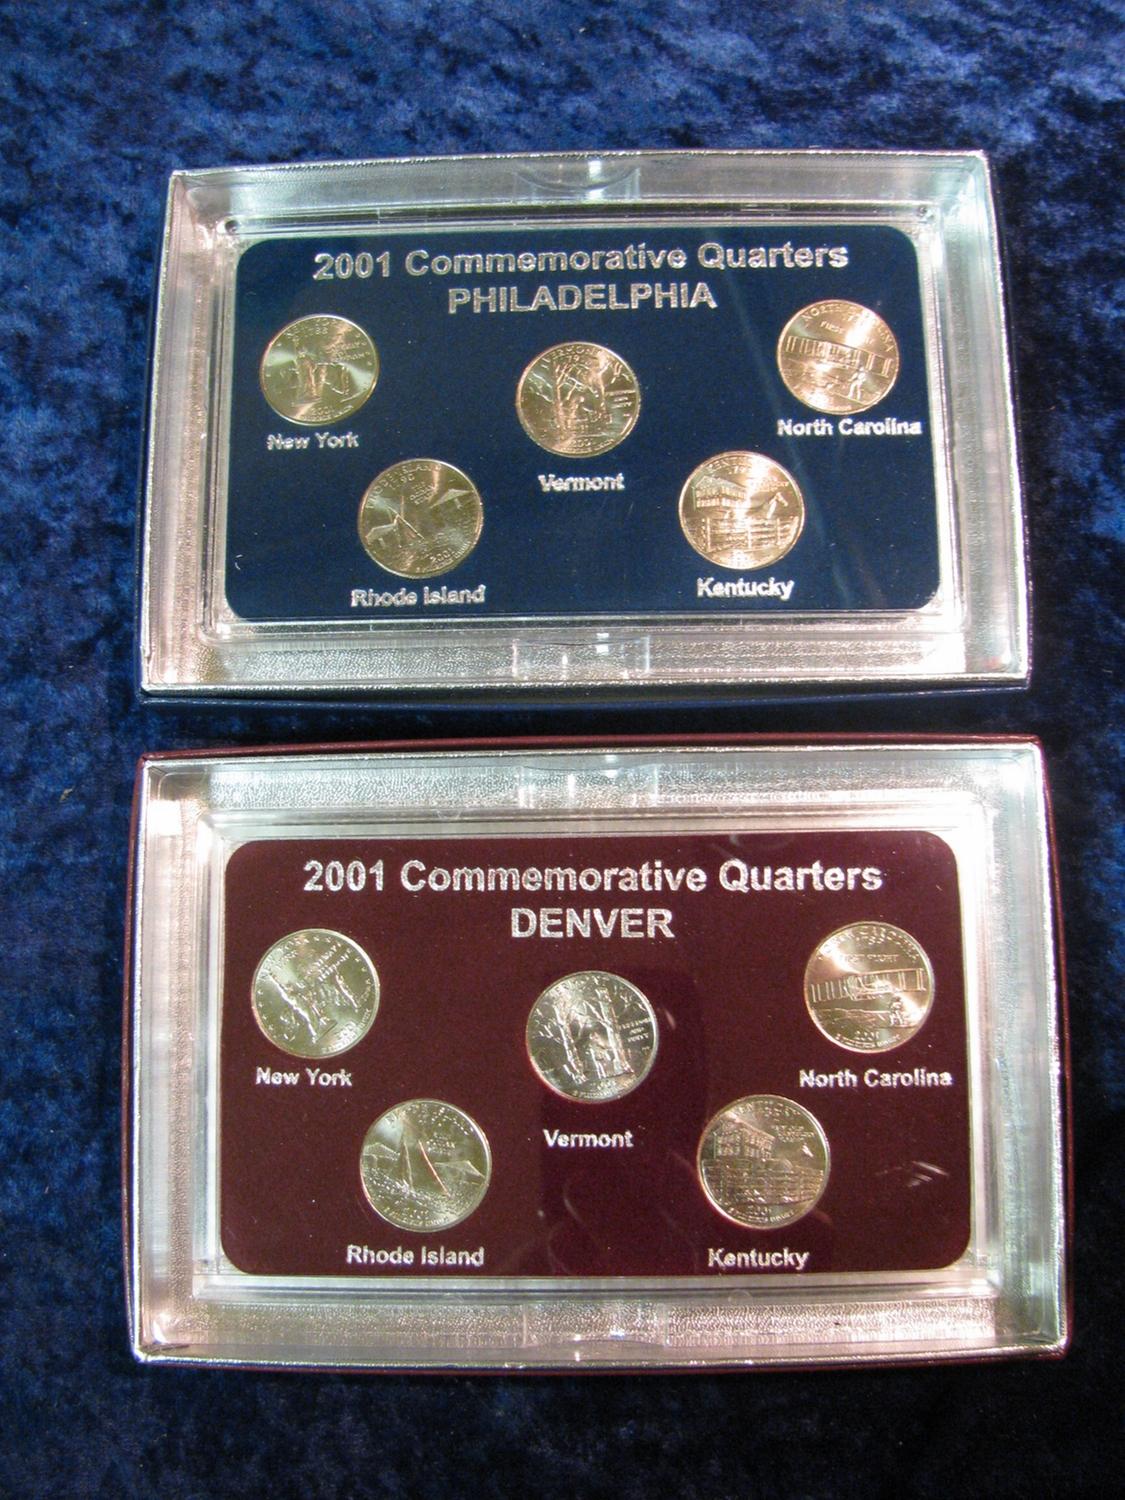 2001 Commemorative Quarters
PHILADELPHIA
New York
Vermont
North Carolina
Rhode Island
Kentucky
2001 Commemorative Quarters
DENVER
New York
Vermont
North Carolina
Rhode Island
Kentucky